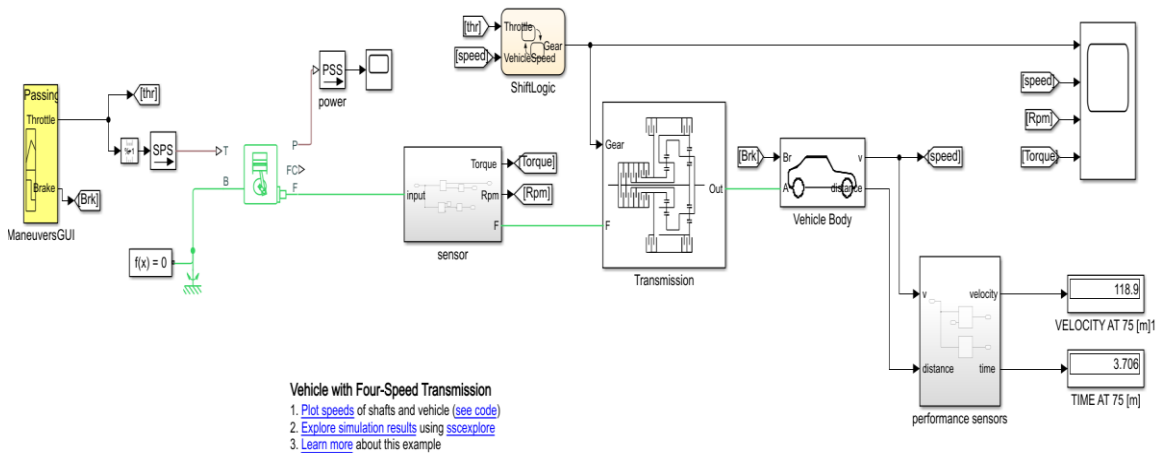 [thr]
Throttle
[speed]
VehicleSpeed
Gear
ShiftLogic
PSS
power
Passing
Throttle
Brake
ManeuversGUI
[thr]
[Brk]
SPS
T
B
P
FC
F
f(x) = 0
input
Torque
Rpm
F
sensor
[Torque]
[Rpm]
Gear
F
Out
Transmission
[Brk]
Br
A
v
distance
Vehicle Body
[speed]
[speed]
[Rpm]
[Torque]
v
distance
velocity
time
performance sensors
118.9
VELOCITY AT 75 [m]1
3.706
TIME AT 75 [m]
Vehicle with Four-Speed Transmission
1. Plot speeds of shafts and vehicle (see code)
2. Explore simulation results using sscexplore
3. Learn more about this example